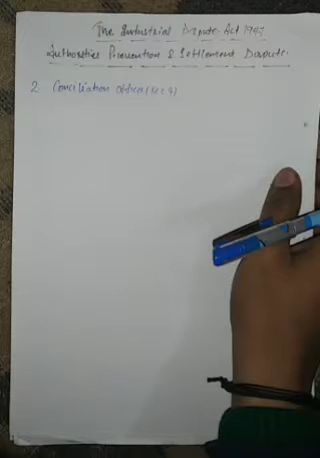 The Industrial Dispute Act 1947
Authorities Prevention & Settlement Dispute.
2 Conciliation Officer (Sec 4)